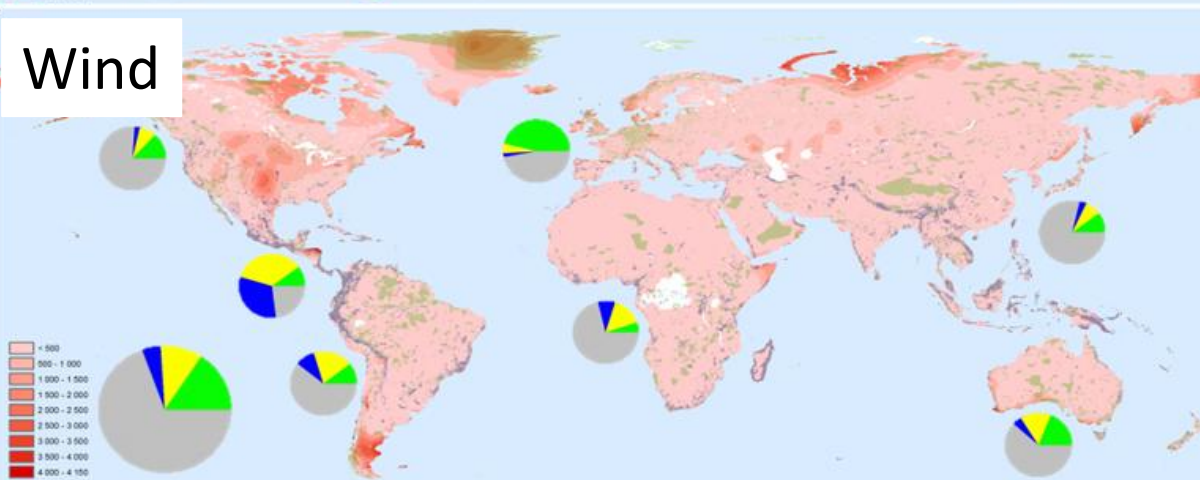 Wind
< 500
500 - 1 000
1 000 - 1 500
1 500 - 2 000
2 000 - 2 500
2 500 - 3 000
3 000 - 3 500
3 500 - 4 000
4 000 - 4 150